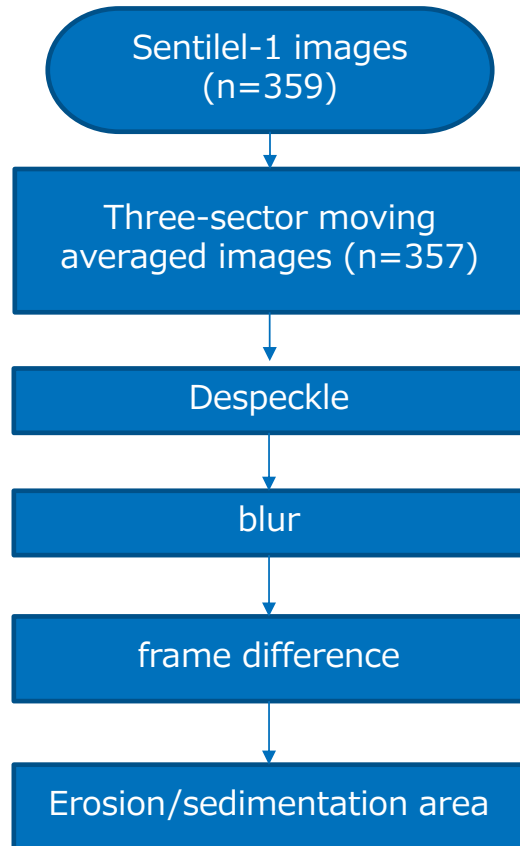 Sentilel-1 images
(n=359)
Three-sector moving
averaged images (n=357)
Despeckle
blur
frame difference
Erosion/sedimentation area